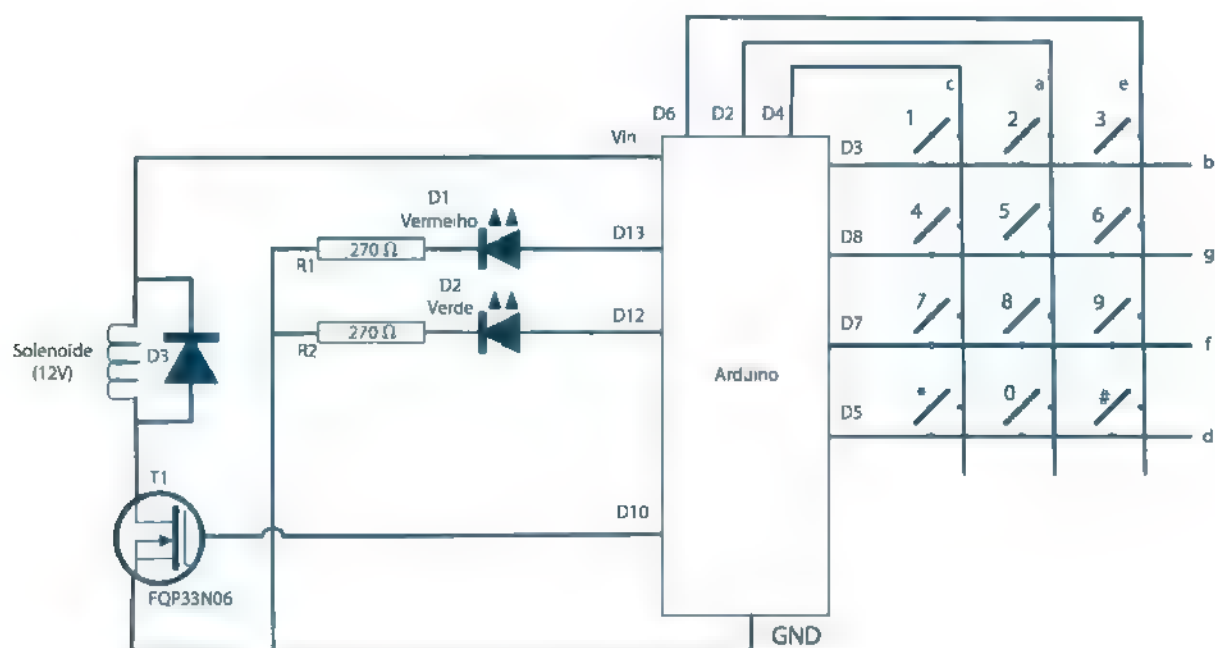 c a e
D6 D2 D4
1 2 3
Vin
D3
b
D1
Vermelho
4 5 6
D13
D8
270 Ω
R1
g
D2
Verde
7 8 9
D12
D7
270 Ω
R2
f
Solenoide
(12V)
D3
Arduino
* 0 #
D5
d
T1
D10
FQP33N06
GND